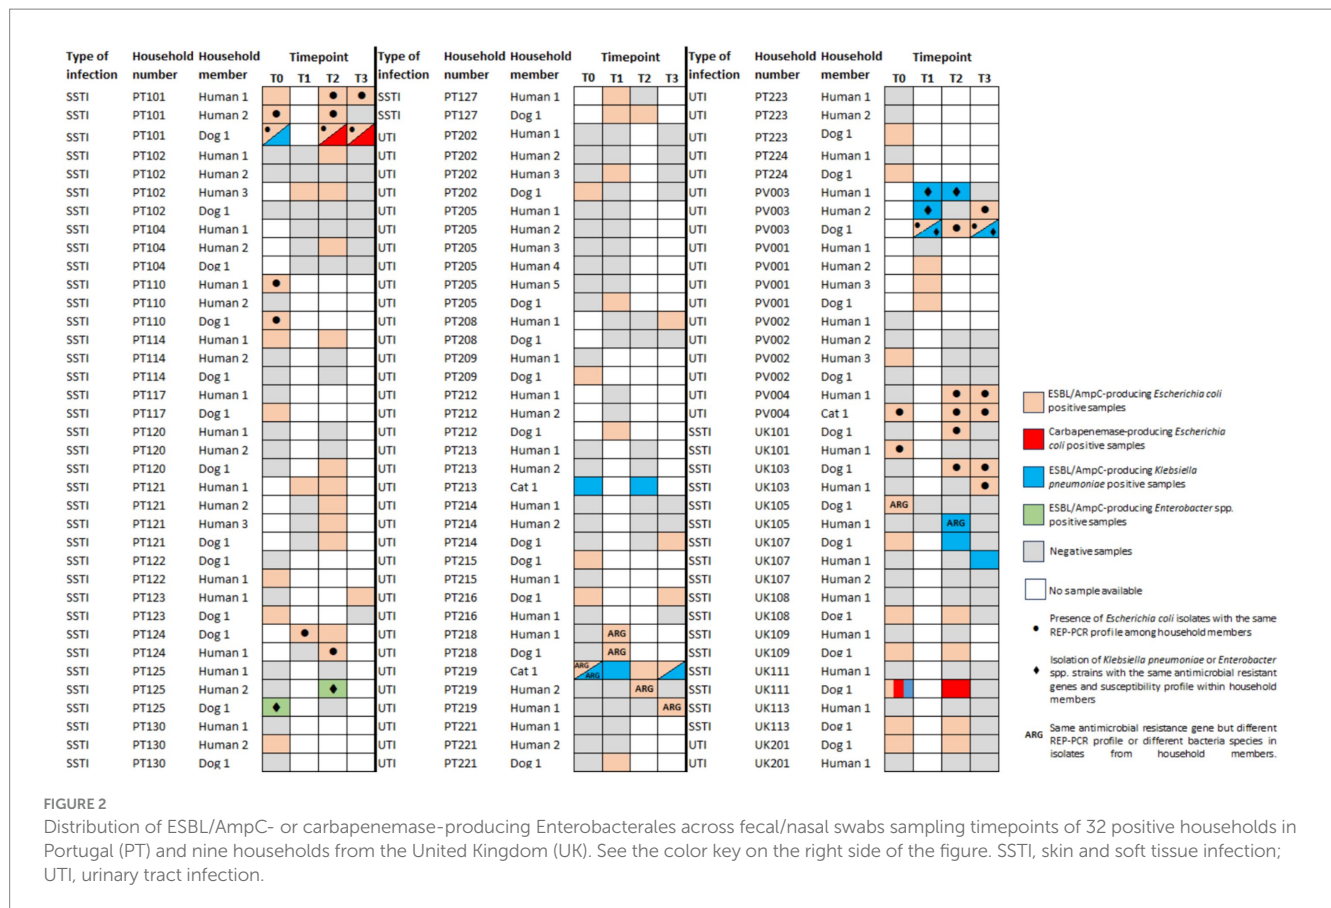 Type of Household Household Timepoint Type of Household Household Timepoint Type of Household Household Timepoint
infection number member T0 T1 T2 T3 infection number member T0 T1 T2 T3 infection number member T0 T1 T2 T3
SSTI PT101 Human 1 SSTI PT127 Human 1 UTI PT223 Human 1
SSTI PT101 Human 2 SSTI PT127 Dog 1 UTI PT223 Human 2
SSTI PT101 Dog 1 UTI PT202 Human 1 UTI PT223 Dog 1
SSTI PT102 Human 1 UTI PT202 Human 2 UTI PT224 Human 1
SSTI PT102 Human 2 UTI PT202 Human 3 UTI PT224 Dog 1
SSTI PT102 Human 3 UTI PT202 Dog 1 UTI PV003 Human 1
SSTI PT102 Dog 1 UTI PT205 Human 1 UTI PV003 Human 2
SSTI PT104 Human 1 UTI PT205 Human 2 UTI PV003 Dog 1
SSTI PT104 Human 2 UTI PT205 Human 3 UTI PV001 Human 1
SSTI PT104 Dog 1 UTI PT205 Human 4 UTI PV001 Human 2
SSTI PT110 Human 1 UTI PT205 Human 5 UTI PV001 Human 3
SSTI PT110 Human 2 UTI PT205 Dog 1 UTI PV001 Dog 1
SSTI PT110 Dog 1 UTI PT208 Human 1 UTI PV002 Human 1
SSTI PT114 Human 1 UTI PT208 Dog 1 UTI PV002 Human 2
SSTI PT114 Human 2 UTI PT209 Human 1 UTI PV002 Human 3
SSTI PT114 Dog 1 UTI PT209 Dog 1 UTI PV002 Dog 1
SSTI PT117 Human 1 UTI PT212 Human 1 UTI PV004 Human 1
SSTI PT117 Dog 1 UTI PT212 Human 2 UTI PV004 Cat 1
SSTI PT120 Human 1 UTI PT212 Dog 1 SSTI UK101 Dog 1
SSTI PT120 Human 2 UTI PT213 Human 1 SSTI UK101 Human 1
SSTI PT120 Dog 1 UTI PT213 Human 2 SSTI UK103 Dog 1
SSTI PT121 Human 1 UTI PT213 Cat 1 SSTI UK103 Human 1
SSTI PT121 Human 2 UTI PT214 Human 1 SSTI UK105 Dog 1 ARG
SSTI PT121 Human 3 UTI PT214 Human 2 SSTI UK105 Human 1 ARG
SSTI PT121 Dog 1 UTI PT214 Dog 1 SSTI UK107 Dog 1
SSTI PT122 Dog 1 UTI PT215 Dog 1 SSTI UK107 Human 1
SSTI PT122 Human 1 UTI PT215 Human 1 SSTI UK107 Human 2
SSTI PT123 Human 1 UTI PT216 Dog 1 SSTI UK108 Human 1
SSTI PT123 Dog 1 UTI PT216 Human 1 SSTI UK108 Dog 1
SSTI PT124 Dog 1 UTI PT218 Human 1 ARG SSTI UK109 Human 1
SSTI PT124 Human 1 UTI PT218 Dog 1 ARG SSTI UK109 Dog 1
SSTI PT125 Human 1 UTI PT219 Cat 1 ARG ARG SSTI UK111 Human 1
SSTI PT125 Human 2 UTI PT219 Human 2 ARG SSTI UK111 Dog 1
SSTI PT125 Dog 1 UTI PT219 Human 1 ARG SSTI UK113 Human 1
SSTI PT130 Human 1 UTI PT221 Human 1 SSTI UK113 Dog 1
SSTI PT130 Human 2 UTI PT221 Human 2 UTI UK201 Dog 1
SSTI PT130 Dog 1 UTI PT221 Dog 1 UTI UK201 Human 1
ESBL/AmpC-producing Escherichia coli
positive samples
Carbapenemase-producing Escherichia
coli positive samples
ESBL/AmpC-producing Klebsiella
pneumoniae positive samples
ESBL/AmpC-producing Enterobacter spp.
positive samples
Negative samples
No sample available
Presence of Escherichia coli isolates with the same
REP-PCR profile among household members
Isolation of Klebsiella pneumoniae or Enterobacter
spp. strains with the same antimicrobial resistant
genes and susceptibility profile within household
members
ARG Same antimicrobial resistance gene but different
REP-PCR profile or different bacteria species in
isolates from household members.
FIGURE 2
Distribution of ESBL/AmpC- or carbapenemase-producing Enterobacterales across fecal/nasal swabs sampling timepoints of 32 positive households in
Portugal (PT) and nine households from the United Kingdom (UK). See the color key on the right side of the figure. SSTI, skin and soft tissue infection;
UTI, urinary tract infection.